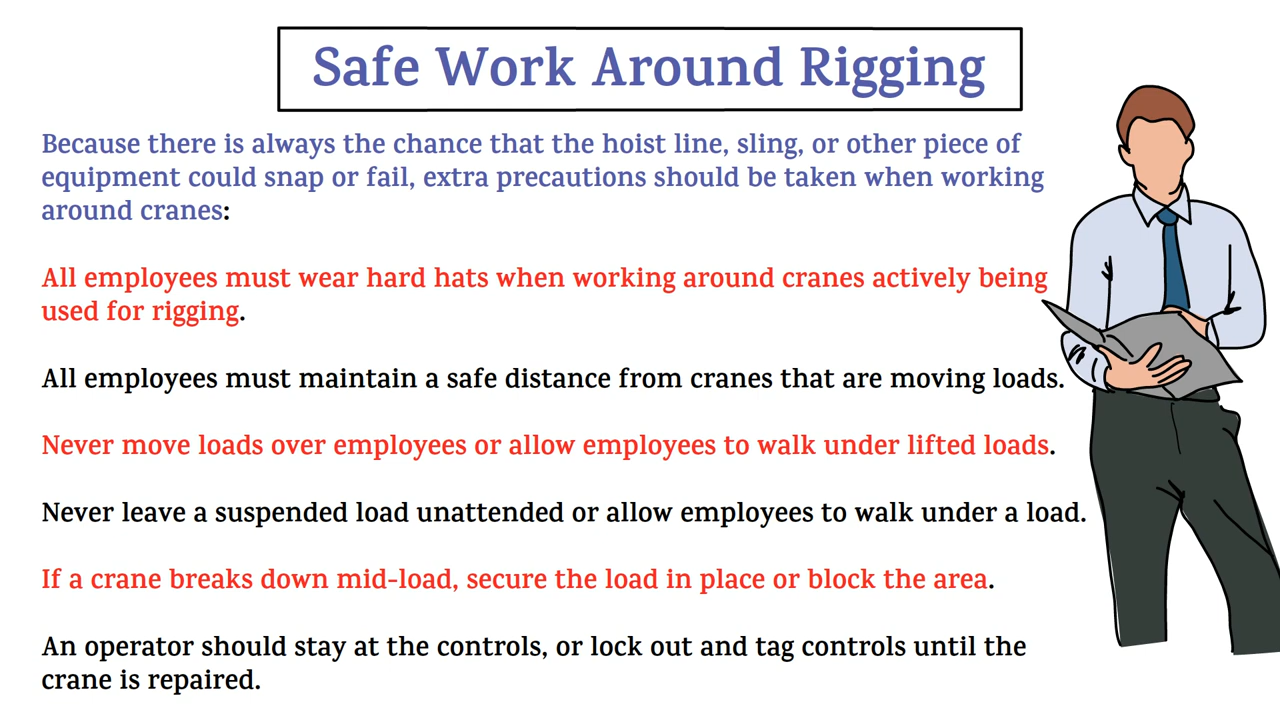 Safe Work Around Rigging
Because there is always the chance that the hoist line, sling, or other piece of
equipment could snap or fail, extra precautions should be taken when working
around cranes:
All employees must wear hard hats when working around cranes actively being
used for rigging.
All employees must maintain a safe distance from cranes that are moving loads.
Never move loads over employees or allow employees to walk under lifted loads.
Never leave a suspended load unattended or allow employees to walk under a load.
If a crane breaks down mid-load, secure the load in place or block the area.
An operator should stay at the controls, or lock out and tag controls until the
crane is repaired.